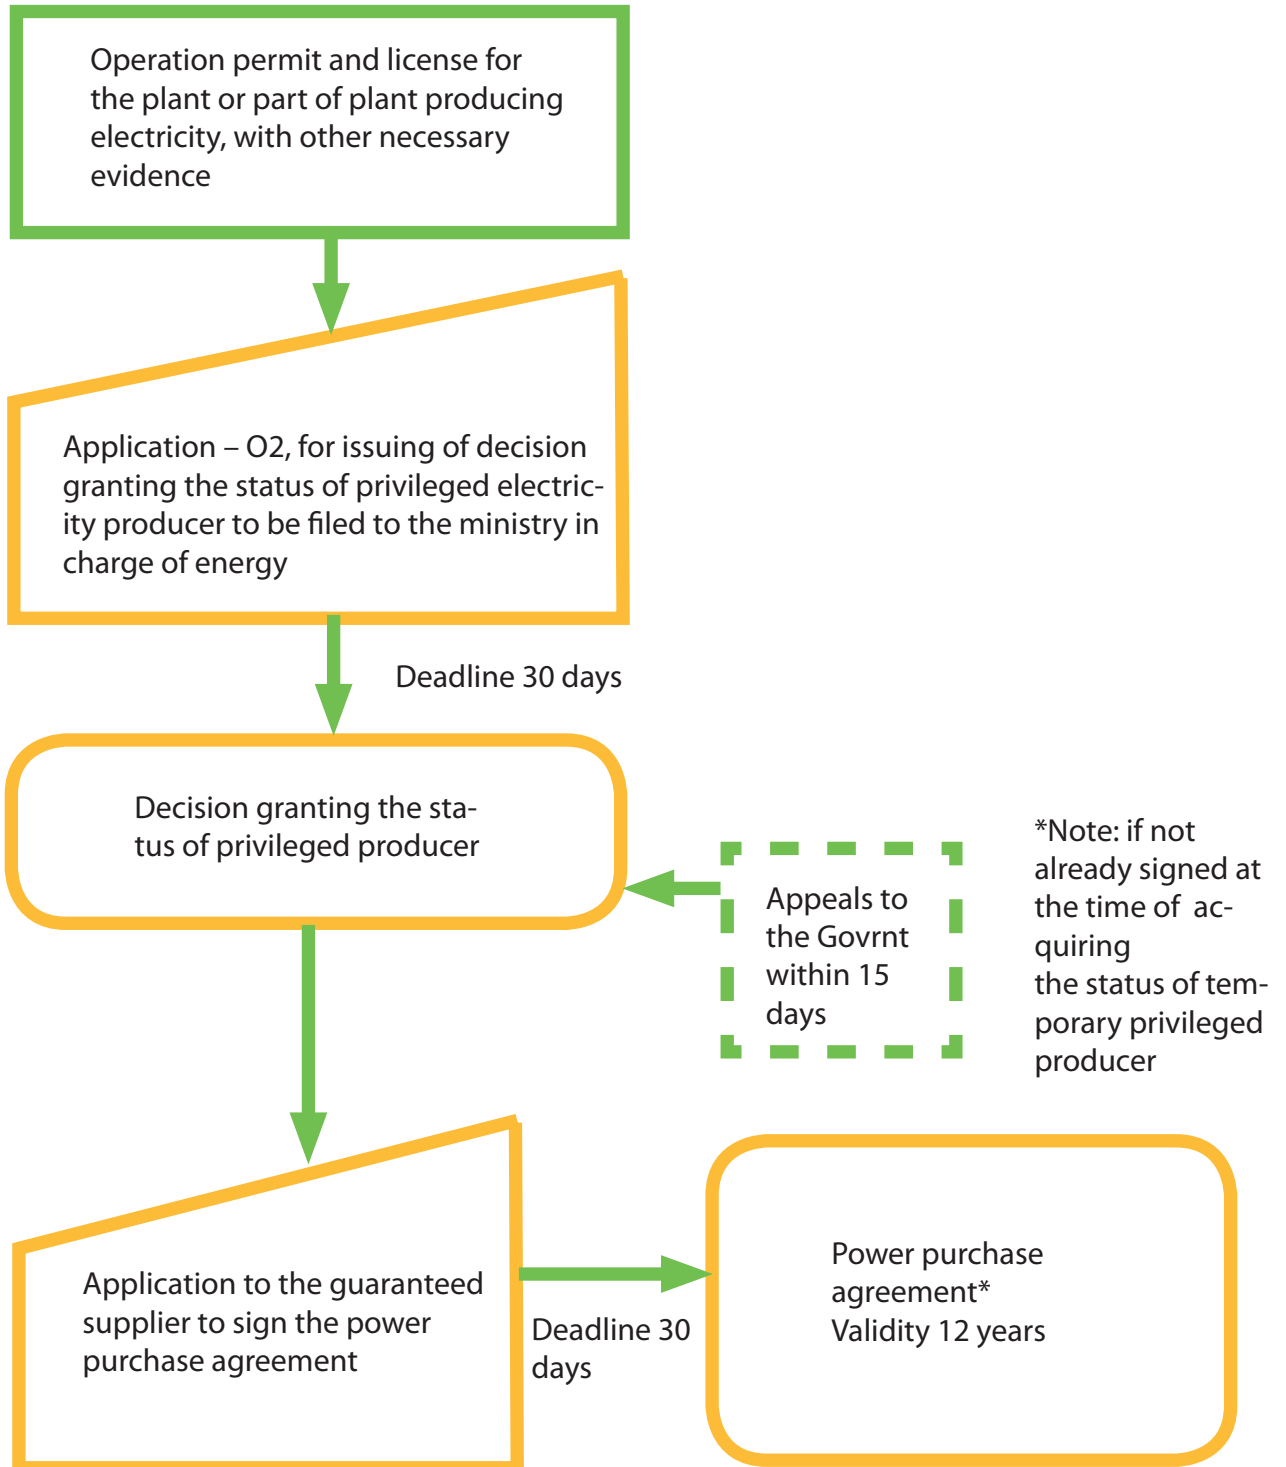 Operation permit and license for
the plant or part of plant producing
electricity, with other necessary
evidence
Application – O2, for issuing of decision
granting the status of privileged electric-
ity producer to be filed to the ministry in
charge of energy
Deadline 30 days
Decision granting the sta-
tus of privileged producer
Appeals to
the Govrnt
within 15
days
*Note: if not
already signed at
the time of  ac-
quiring
the status of tem-
porary privileged
producer
Application to the guaranteed
supplier to sign the power
purchase agreement
Deadline 30
days
Power purchase
agreement*
Validity 12 years